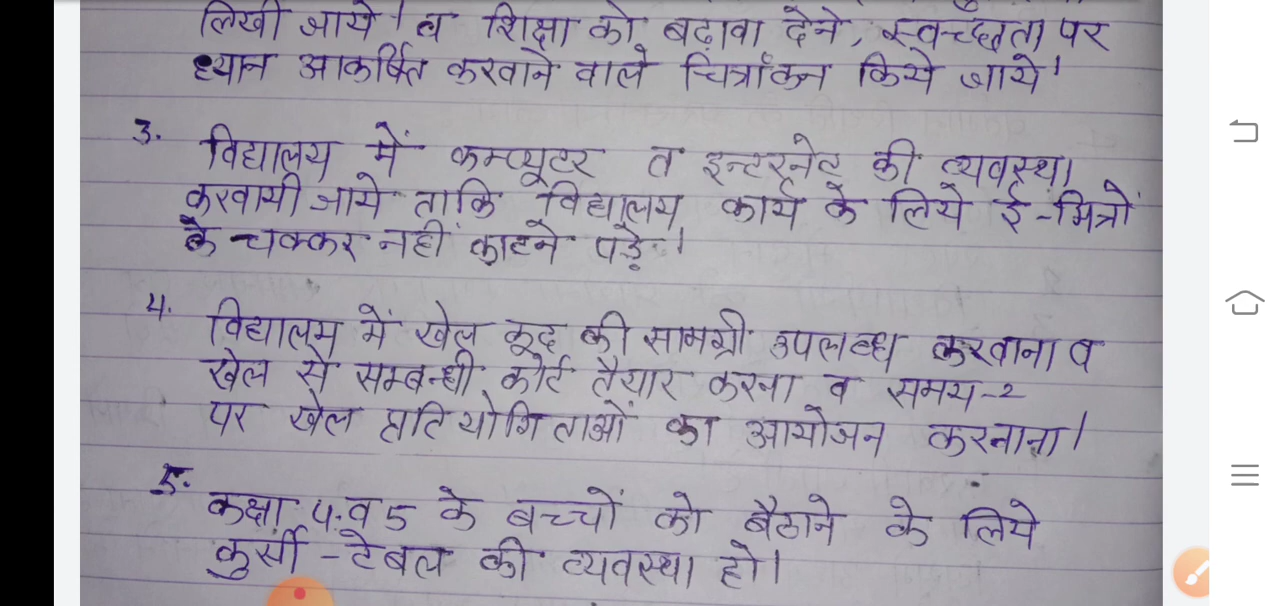 लिखी जाये। व शिक्षा को बढ़ावा देने, स्वच्छता पर
ध्यान आकर्षित करवाने वाले चित्रांकन किये जाये।
3. विद्यालय में कम्प्यूटर व इन्टरनेट की व्यवस्था
करवायी जाये ताकि विद्यालय कार्य के लिये ई-मित्रों
के चक्कर नहीं काटने पड़े।
4. विद्यालय में खेल कूद की सामग्री उपलब्ध करवाना व
खेल से सम्बन्धी कोर्ट तैयार करना व समय-2
पर खेल प्रतियोगिताओं का आयोजन करवाना।
5. कक्षा 4 व 5 के बच्चों को बैठाने के लिये
कुर्सी-टेबल की व्यवस्था हो।